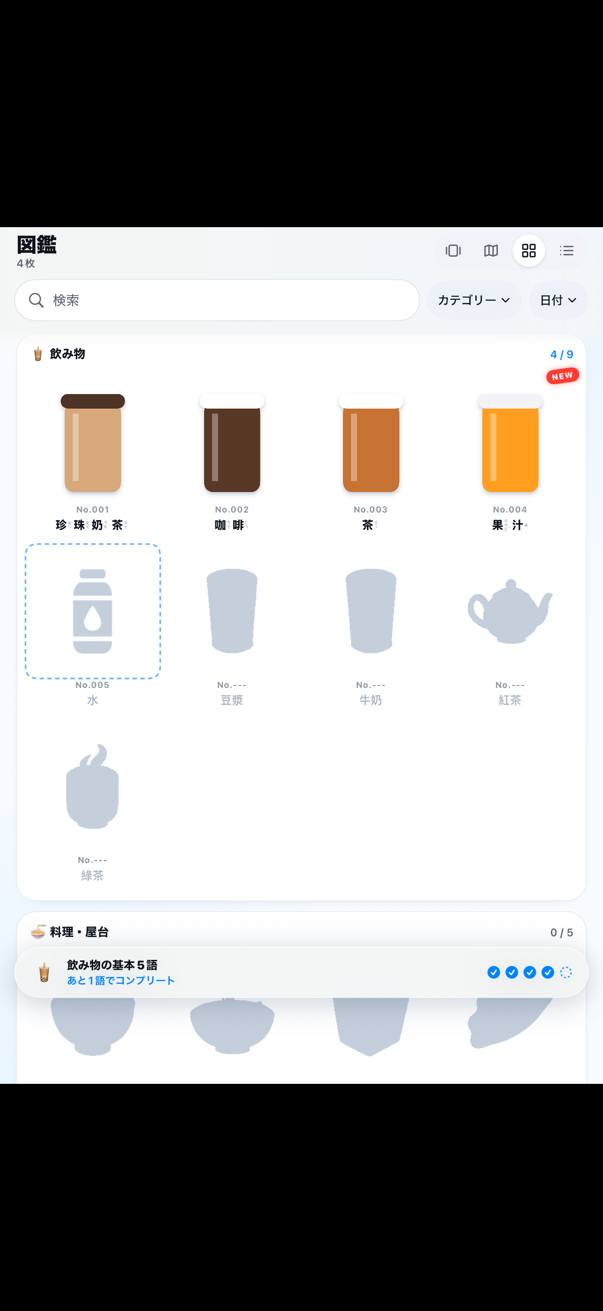 図鑑
4枚
検索
カテゴリー
日付
飲み物
4 / 9
NEW
No.001
No.002
No.003
No.004
珍珠奶茶
咖啡
茶
果汁
No.005
No.---
No.---
No.---
水
豆漿
牛奶
紅茶
No.---
綠茶
料理・屋台
0 / 5
飲み物の基本5語
あと1語でコンプリート